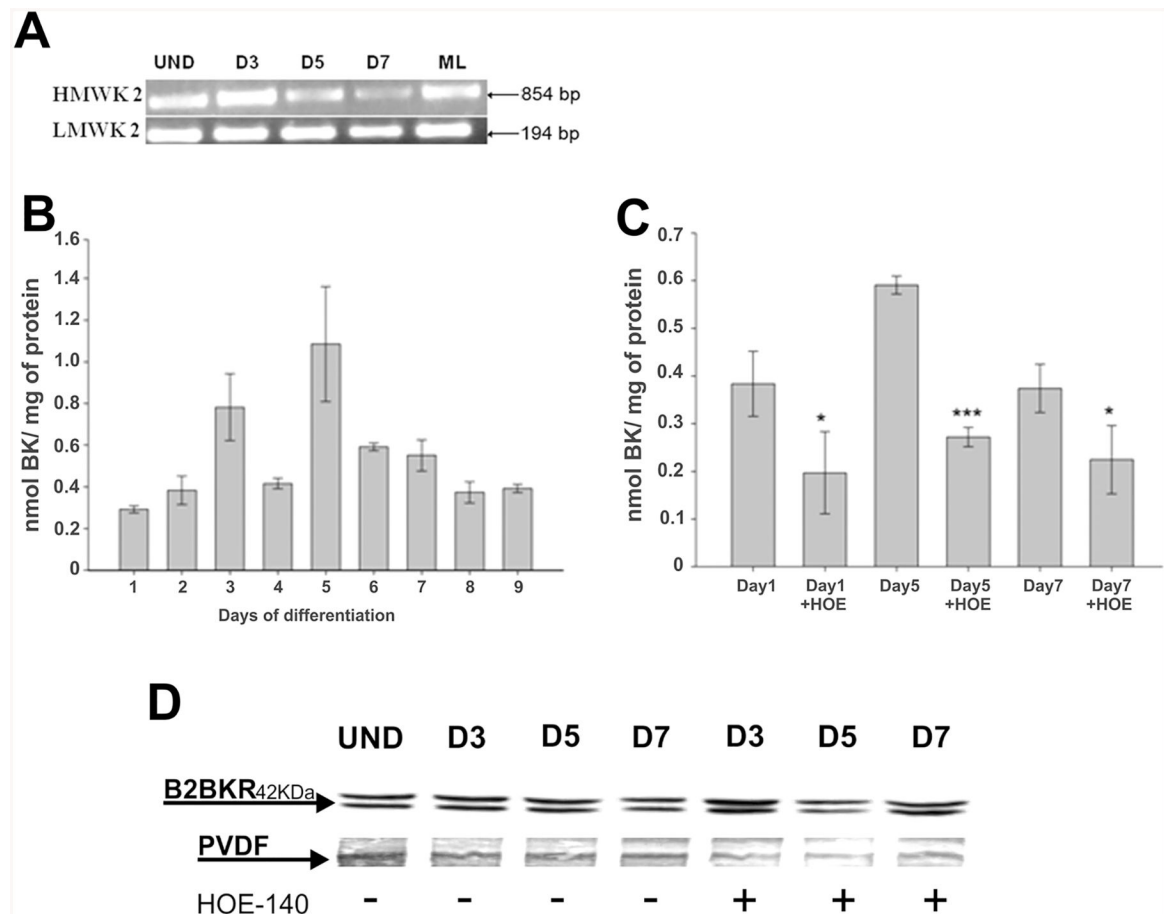 A
UND D3 D5 D7 ML
HMWK2 854 bp
LMWK2 194 bp
B
nmol BK/ mg of protein
1.6
1.4
1.2
1.0
0.8
0.6
0.4
0.2
0
1 2 3 4 5 6 7 8 9
Days of differentiation
C
nmol BK/ mg of protein
0.7
0.6
0.5
0.4
0.3
0.2
0.1
0
* *** *
Day1 Day1 Day5 Day5 Day7 Day7
+HOE +HOE +HOE
D
UND D3 D5 D7 D3 D5 D7
B2BKR42KDa
PVDF
HOE-140 - - - - + + +